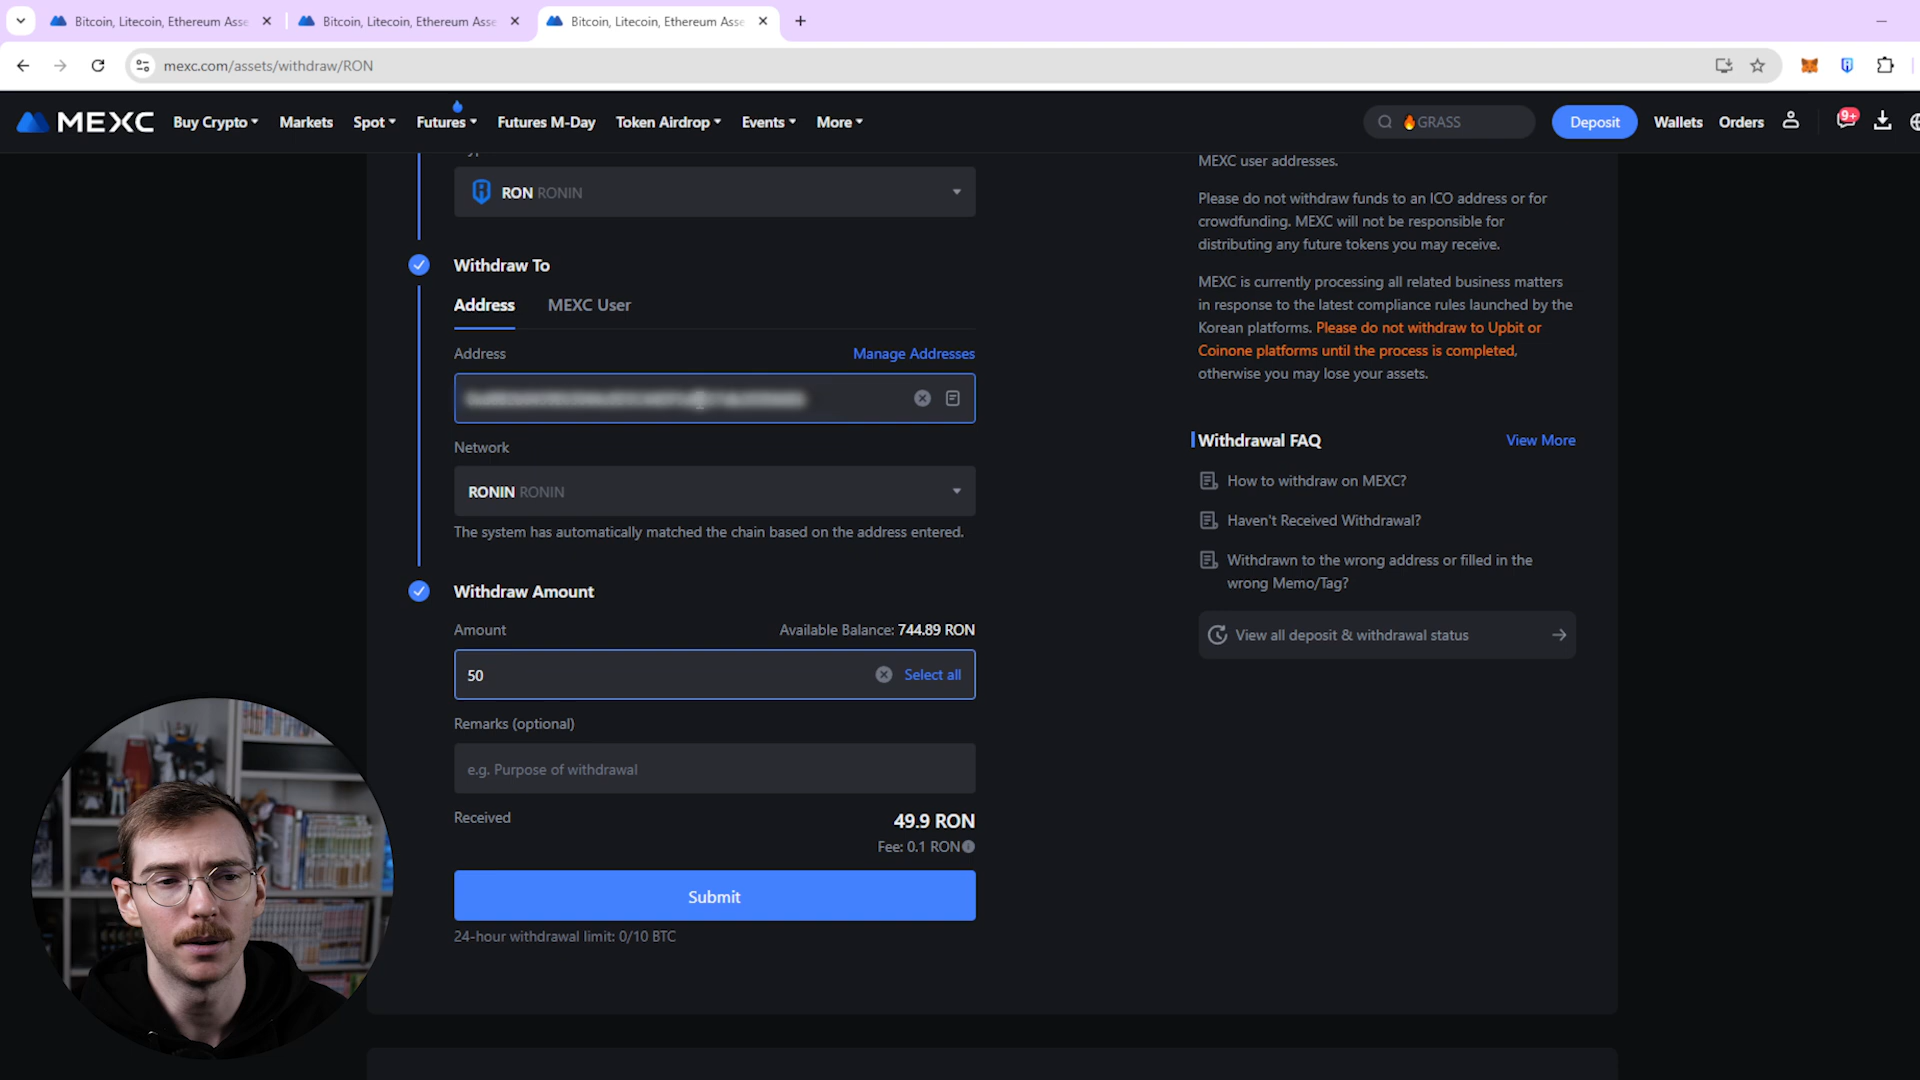 Bitcoin, Litecoin, Ethereum Asse
Bitcoin, Litecoin, Ethereum Asse
Bitcoin, Litecoin, Ethereum Asse
mexc.com/assets/withdraw/RON
MEXC
Buy Crypto
Markets
Spot
Futures
Futures M-Day
Token Airdrop
Events
More
GRASS
Deposit
Wallets
Orders
9+
RON RONIN
Withdraw To
Address
MEXC User
Address
Manage Addresses
Network
RONIN RONIN
The system has automatically matched the chain based on the address entered.
Withdraw Amount
Amount
Available Balance: 744.89 RON
50
Select all
Remarks (optional)
e.g. Purpose of withdrawal
Received
49.9 RON
Fee: 0.1 RON
Submit
24-hour withdrawal limit: 0/10 BTC
MEXC user addresses.
Please do not withdraw funds to an ICO address or for
crowdfunding. MEXC will not be responsible for
distributing any future tokens you may receive.
MEXC is currently processing all related business matters
in response to the latest compliance rules launched by the
Korean platforms. Please do not withdraw to Upbit or
Coinone platforms until the process is completed,
otherwise you may lose your assets.
Withdrawal FAQ
View More
How to withdraw on MEXC?
Haven't Received Withdrawal?
Withdrawn to the wrong address or filled in the
wrong Memo/Tag?
View all deposit & withdrawal status